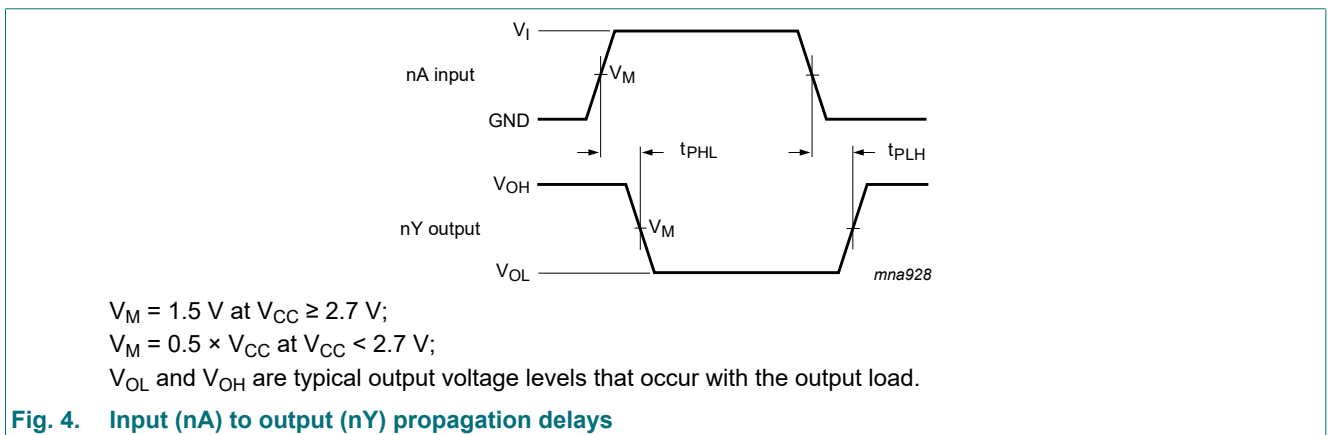 V_I
nA input
V_M
GND
t_PHL
t_PLH
V_OH
nY output
V_M
V_OL
mna928
V_M = 1.5 V at V_CC ≥ 2.7 V;
V_M = 0.5 × V_CC at V_CC < 2.7 V;
V_OL and V_OH are typical output voltage levels that occur with the output load.
Fig. 4. Input (nA) to output (nY) propagation delays